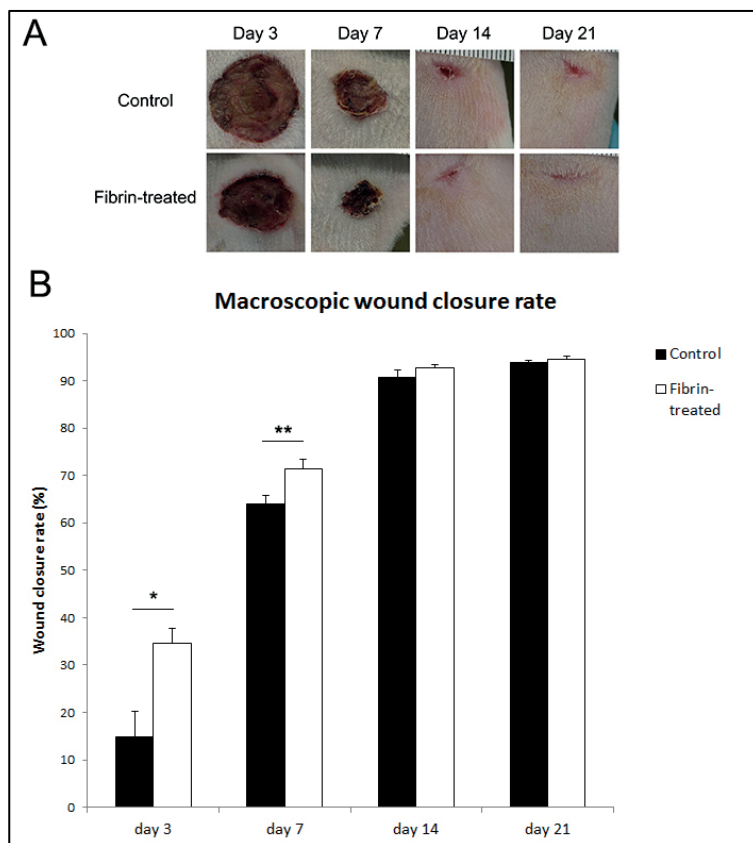 A
Day 3 Day 7 Day 14 Day 21
Control
Fibrin-treated
B
Macroscopic wound closure rate
Wound closure rate (%)
100
90
80
70
60
50
40
30
20
10
0
*
**
day 3 day 7 day 14 day 21
Control
Fibrin-
treated